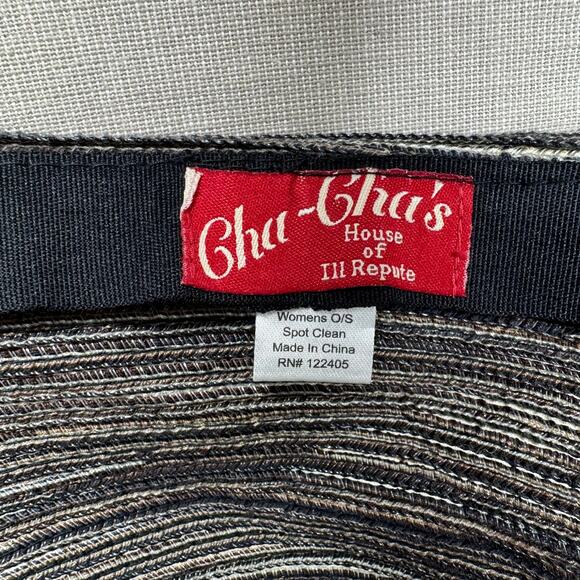 Cha-Cha's
House
of
Ill Repute
Womens O/S
Spot Clean
Made In China
RN# 122405